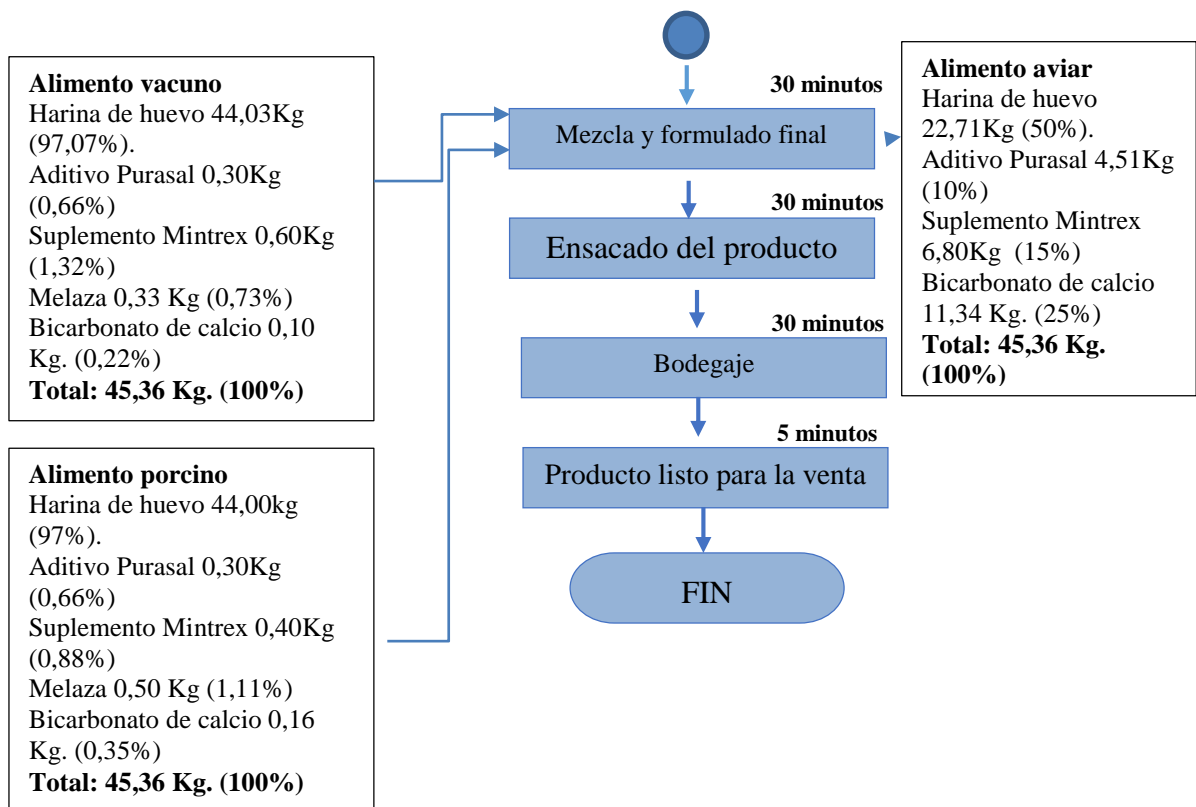 Alimento vacuno
Harina de huevo 44,03Kg
(97,07%).
Aditivo Purasal 0,30Kg
(0,66%)
Suplemento Mintrex 0,60Kg
(1,32%)
Melaza 0,33 Kg (0,73%)
Bicarbonato de calcio 0,10
Kg. (0,22%)
Total: 45,36 Kg. (100%)
Alimento porcino
Harina de huevo 44,00kg
(97%).
Aditivo Purasal 0,30Kg
(0,66%)
Suplemento Mintrex 0,40Kg
(0,88%)
Melaza 0,50 Kg (1,11%)
Bicarbonato de calcio 0,16
Kg. (0,35%)
Total: 45,36 Kg. (100%)
30 minutos
Mezcla y formulado final
30 minutos
Ensacado del producto
30 minutos
Bodegaje
5 minutos
Producto listo para la venta
FIN
Alimento aviar
Harina de huevo
22,71Kg (50%).
Aditivo Purasal 4,51Kg
(10%)
Suplemento Mintrex
6,80Kg (15%)
Bicarbonato de calcio
11,34 Kg. (25%)
Total: 45,36 Kg.
(100%)